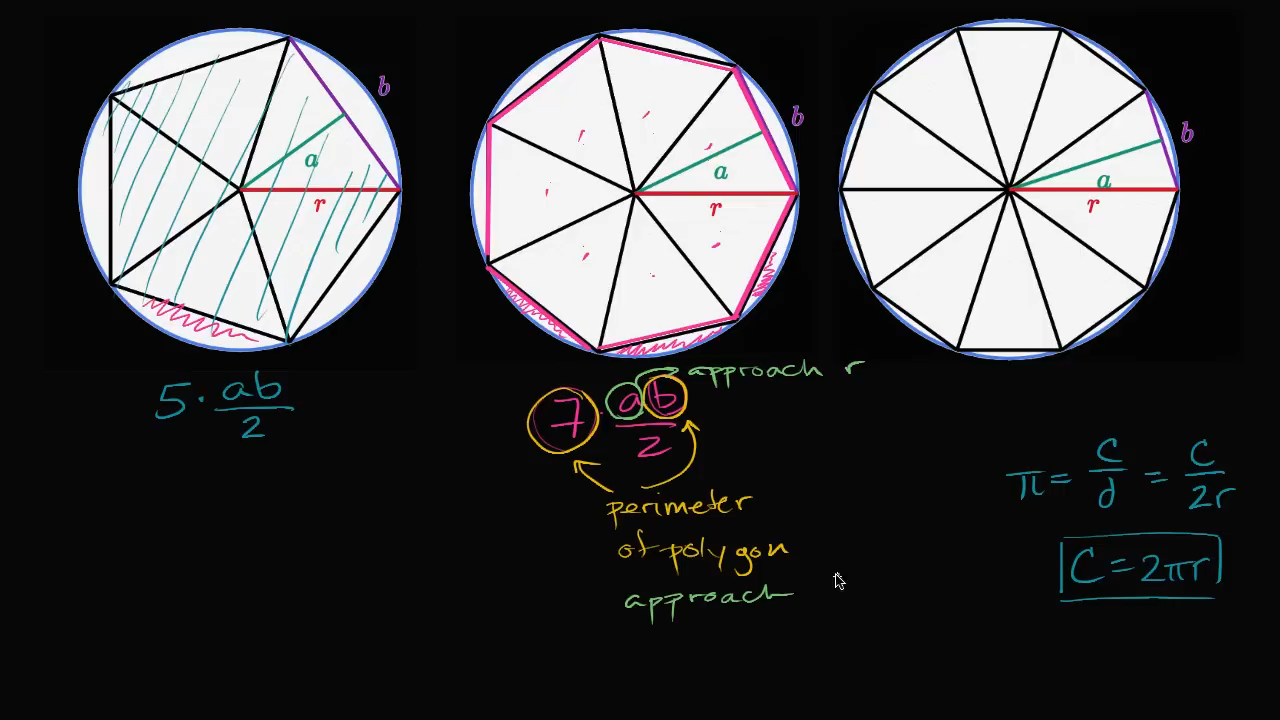 b
a
r
b
a
r
b
a
r
5 · ab/2
7 · ab/2
approach r
perimeter
of polygon
approach
π = C/d = C/2r
C = 2πr